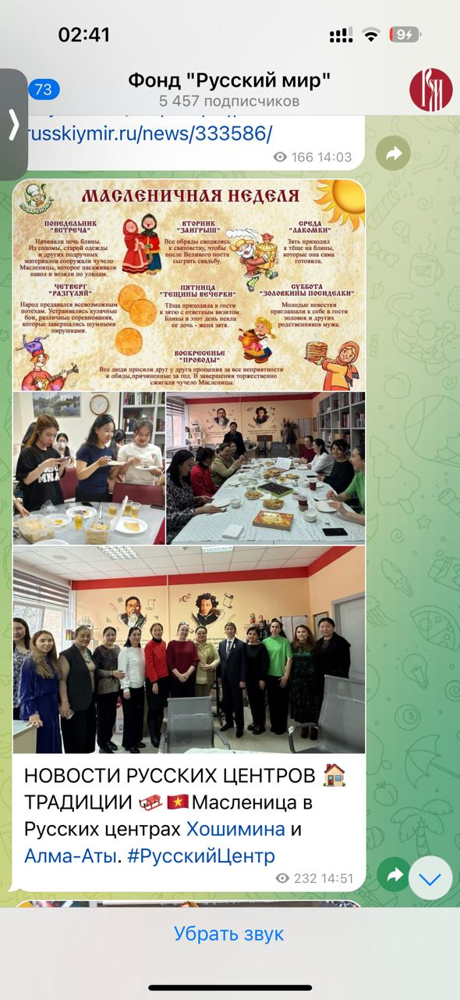 02:41
9
73
Фонд "Русский мир"
5 457 подписчиков
russkiymir.ru/news/333586/
166 14:03
МАСЛЕНИЧНАЯ НЕДЕЛЯ
ПОНЕДЕЛЬНИК
"ВСТРЕЧА"
Начинали печь блины.
Из соломы, старой одежды
и других подручных
материалов сооружали чучело
Масленицы, которое насаживали
накол и возили по улицам.
ВТОРНИК
"ЗАИГРЫШ"
Все обряды сводились
к сватовству, чтобы
после Великого поста
сыграть свадьбу.
СРЕДА
"ЛАКОМКИ"
Зять приходил
к тёще на блины,
которые она сама
готовила.
ЧЕТВЕРГ
"РАЗГУЛЯЙ"
Народ предавался всевозможным
потехам. Устраивались кулачные
бои, различные соревнования,
которые завершались шумными
пирушками.
ПЯТНИЦА
"ТЕЩИНЫ ВЕЧЕРКИ"
Тёща приходила в гости
к зятю с ответным визитом.
Блины в этот день пекла
ее дочь - жена зятя.
СУББОТА
"ЗОЛОВКИНЫ ПОСИДЕЛКИ"
Молодые невестки
приглашали к себе в гости
золовок и других
родственников мужа.
ВОСКРЕСЕНЬЕ
"ПРОВОДЫ"
Все люди просили друг у друга прощения за все неприятности
и обиды,причиненные за год. В завершении торжественно
сжигали чучело Масленицы.
НОВОСТИ РУССКИХ ЦЕНТРОВ
ТРАДИЦИИ Масленица в
Русских центрах Хошимина и
Алма-Аты. #РусскийЦентр
232 14:51
Убрать звук